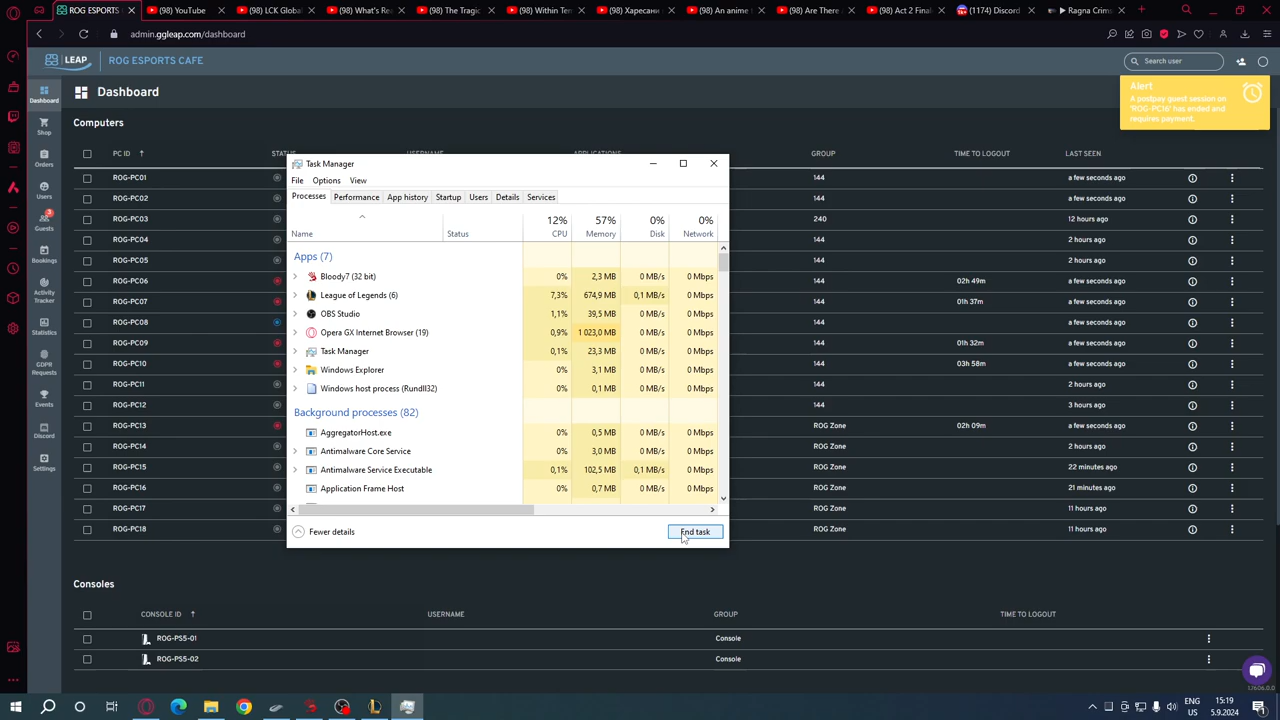 ROG ESPORTS
(98) YouTube
(98) LCK Global
(98) What's Rea
(98) The Tragic
(98) Within Tem
(98) Хаpески
(98) An anime l
(98) Are There
(98) Act 2 Final
(1174) Discord
Ragna Crims
admin.ggleap.com/dashboard
LEAP
ROG ESPORTS CAFE
Search user
Dashboard
Dashboard
Alert
A postpay guest session on
'ROG-PC16' has ended and
requires payment.
Computers
PC ID STATUS USERNAME APPLICATIONS GROUP TIME TO LOGOUT LAST SEEN
ROG-PC01 144 a few seconds ago
ROG-PC02 144 a few seconds ago
ROG-PC03 240 12 hours ago
ROG-PC04 144 2 hours ago
ROG-PC05 144 2 hours ago
ROG-PC06 144 02h 49m a few seconds ago
ROG-PC07 144 01h 37m a few seconds ago
ROG-PC08 144 a few seconds ago
ROG-PC09 144 01h 32m a few seconds ago
ROG-PC10 144 03h 58m a few seconds ago
ROG-PC11 144 2 hours ago
ROG-PC12 144 3 hours ago
ROG-PC13 ROG Zone 02h 09m a few seconds ago
ROG-PC14 ROG Zone 2 hours ago
ROG-PC15 ROG Zone 22 minutes ago
ROG-PC16 ROG Zone 21 minutes ago
ROG-PC17 ROG Zone 11 hours ago
ROG-PC18 ROG Zone 11 hours ago
Shop
Orders
Users
3
Guests
Bookings
Activity
Tracker
Statistics
GDPR
Requests
Events
Discord
Settings
Task Manager
File Options View
Processes Performance App history Startup Users Details Services
12% 57% 0% 0%
Name Status CPU Memory Disk Network
Apps (7)
Bloody7 (32 bit) 0% 2,3 MB 0 MB/s 0 Mbps
League of Legends (6) 7,3% 674,9 MB 0,1 MB/s 0 Mbps
OBS Studio 1,1% 39,5 MB 0 MB/s 0 Mbps
Opera GX Internet Browser (19) 0,9% 1 023,0 MB 0 MB/s 0 Mbps
Task Manager 0,1% 23,3 MB 0 MB/s 0 Mbps
Windows Explorer 0% 3,1 MB 0 MB/s 0 Mbps
Windows host process (Rundll32) 0% 0,1 MB 0 MB/s 0 Mbps
Background processes (82)
AggregatorHost.exe 0% 0,5 MB 0 MB/s 0 Mbps
Antimalware Core Service 0% 3,0 MB 0 MB/s 0 Mbps
Antimalware Service Executable 0,1% 102,5 MB 0,1 MB/s 0 Mbps
Application Frame Host 0% 0,7 MB 0 MB/s 0 Mbps
Fewer details
End task
Consoles
CONSOLE ID USERNAME GROUP TIME TO LOGOUT
ROG-PS5-01 Console
ROG-PS5-02 Console
12606.0.0
ENG 15:19
US 5.9.2024